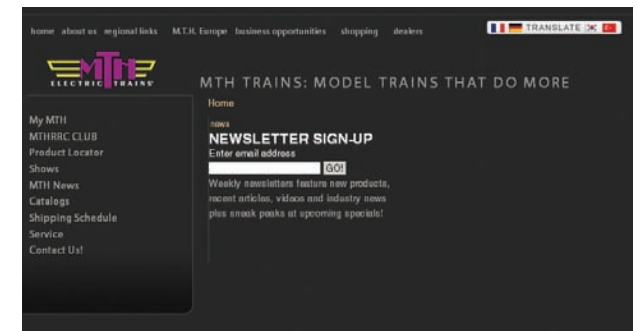 home about us regional links M.T.H. Europe business opportunities shopping dealers
TRANSLATE
MTH
ELECTRIC TRAINS
MTH TRAINS: MODEL TRAINS THAT DO MORE
Home
My MTH
MTHRRC CLUB
Product Locator
Shows
MTH News
Catalogs
Shipping Schedule
Service
Contact Us!
news
NEWSLETTER SIGN-UP
Enter email address
GO!
Weekly newsletters feature new products,
recent articles, videos and industry news
plus sneak peaks at upcoming specials!